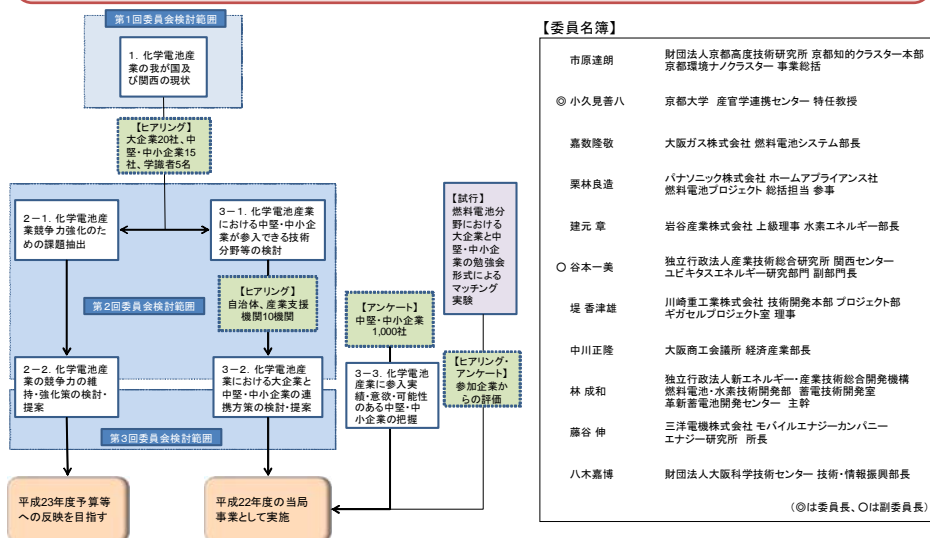 第1回委員会検討範囲
1. 化学電池産
業の我が国及
び関西の現状
【ヒアリング】
大企業20社、中
堅・中小企業15
社、学識者5名
2－1. 化学電池産
業競争力強化のた
めの課題抽出
3－1. 化学電池産業
における中堅・中小企
業が参入できる技術
分野等の検討
第2回委員会検討範囲
【ヒアリング】
自治体、産業支援
機関10機関
2－2. 化学電池産
業の競争力の維
持・強化策の検討・
提案
3－2. 化学電池産
業における大企業と
中堅・中小企業の連
携方策の検討・提案
第3回委員会検討範囲
【アンケート】
中堅・中小企業
1,000社
3－3. 化学電池産
業に参入実
績・意欲・可能性
のある中堅・中
小企業の把握
【試行】
燃料電池分
野における
大企業と中
堅・中小企
業の勉強会
形式による
マッチング
実験
【ヒアリング・
アンケート】
参加企業か
らの評価
平成23年度予算等
への反映を目指す
平成22年度の当局
事業として実施
【委員名簿】
市原達朗 財団法人京都高度技術研究所 京都知的クラスター本部
京都環境ナノクラスター 事業総括
◎ 小久見善八 京都大学 産官学連携センター 特任教授
嘉数隆敬 大阪ガス株式会社 燃料電池システム部長
栗林良造 パナソニック株式会社 ホームアプライアンス社
燃料電池プロジェクト 総括担当 参事
建元 章 岩谷産業株式会社 上級理事 水素エネルギー部長
○ 谷本一美 独立行政法人産業技術総合研究所 関西センター
ユビキタスエネルギー研究部門 副部門長
堤 香津雄 川崎重工業株式会社 技術開発本部 プロジェクト部
ギガセルプロジェクト室 理事
中川正隆 大阪商工会議所 経済産業部長
林 成和 独立行政法人新エネルギー・産業技術総合開発機構
燃料電池・水素技術開発部 蓄電技術開発室
革新蓄電池開発センター 主幹
藤谷 伸 三洋電機株式会社 モバイルエナジーカンパニー
エナジー研究所 所長
八木嘉博 財団法人大阪科学技術センター 技術・情報振興部長
（◎は委員長、○は副委員長）